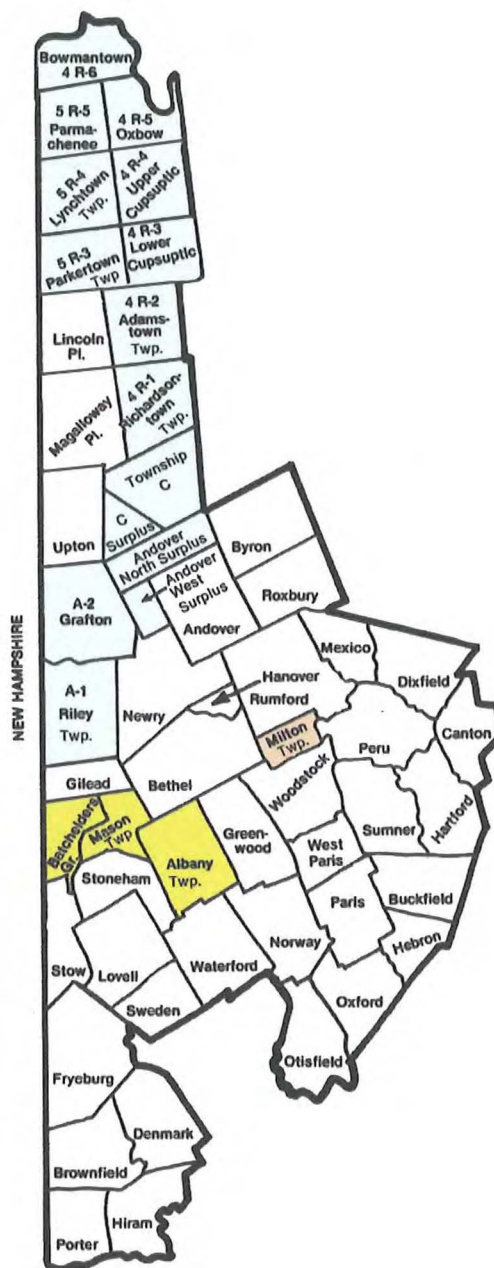 Bowmantown
4 R-6
5 R-5
Parma-
chenee
4 R-5
Oxbow
5 R-4
Lynchtown
Twp.
4 R-4
Upper
Cupsuptic
5 R-3
Parkertown
Twp
4 R-3
Lower
Cupsuptic
Lincoln
Pl.
4 R-2
Adams-
town
Twp.
Magalloway
Pl.
4 R-1
Richardson-
town
Twp.
Township
C
C
Surplus
Upton
Andover
North Surplus
Andover
West
Surplus
Andover
Byron
Roxbury
A-2
Grafton
NEW HAMPSHIRE
A-1
Riley
Twp.
Newry
Hanover
Rumford
Mexico
Dixfield
Canton
Peru
Milton
Twp.
Gilead
Bethel
Woodstock
Sumner
Hartford
Batchelders
Gr.
Mason
Twp
Albany
Twp.
Green-
wood
West
Paris
Stoneham
Paris
Buckfield
Hebron
Norway
Waterford
Stow
Lovell
Sweden
Oxford
Otisfield
Fryeburg
Denmark
Brownfield
Hiram
Porter